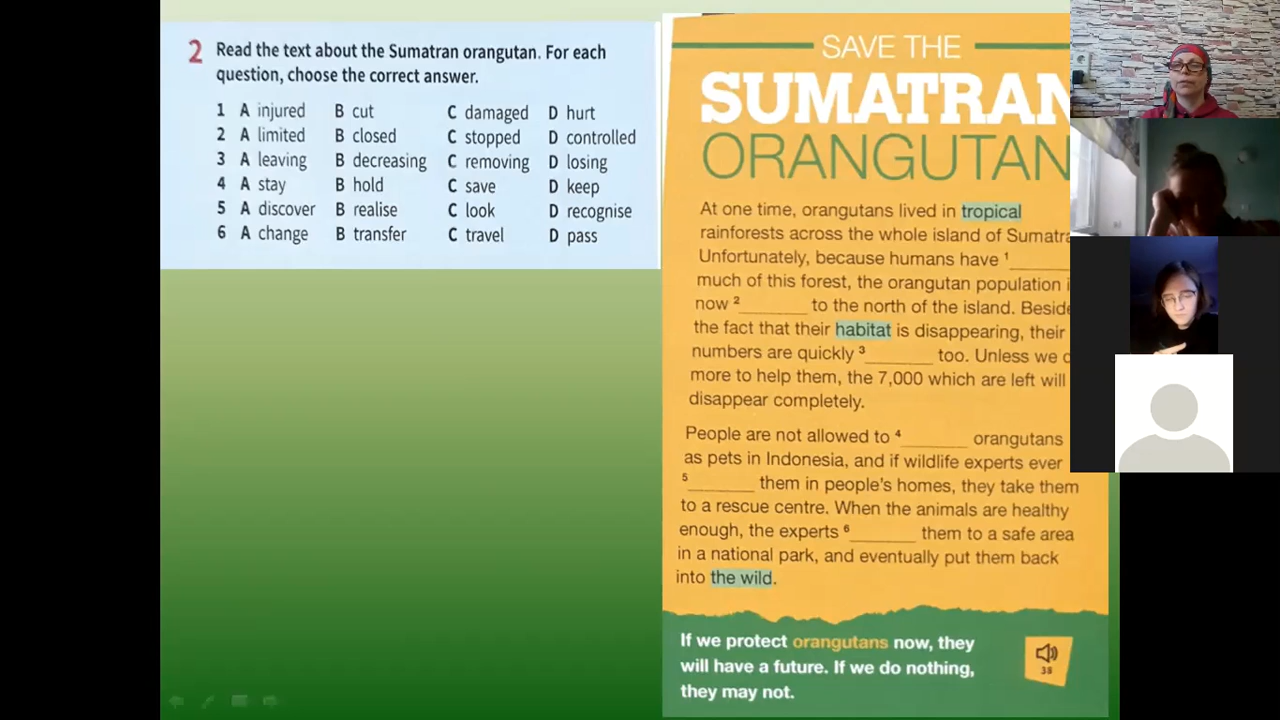 2 Read the text about the Sumatran orangutan. For each
question, choose the correct answer.
1 A injured B cut C damaged D hurt
2 A limited B closed C stopped D controlled
3 A leaving B decreasing C removing D losing
4 A stay B hold C save D keep
5 A discover B realise C look D recognise
6 A change B transfer C travel D pass
SAVE THE
SUMATRAN
ORANGUTAN
At one time, orangutans lived in tropical
rainforests across the whole island of Sumatr
Unfortunately, because humans have 1______
much of this forest, the orangutan population
now 2______ to the north of the island. Besid
the fact that their habitat is disappearing, their
numbers are quickly 3______ too. Unless we
more to help them, the 7,000 which are left will
disappear completely.
People are not allowed to 4______ orangutans
as pets in Indonesia, and if wildlife experts ever
5______ them in people's homes, they take them
to a rescue centre. When the animals are healthy
enough, the experts 6______ them to a safe area
in a national park, and eventually put them back
into the wild.
If we protect orangutans now, they
will have a future. If we do nothing,
they may not.
38